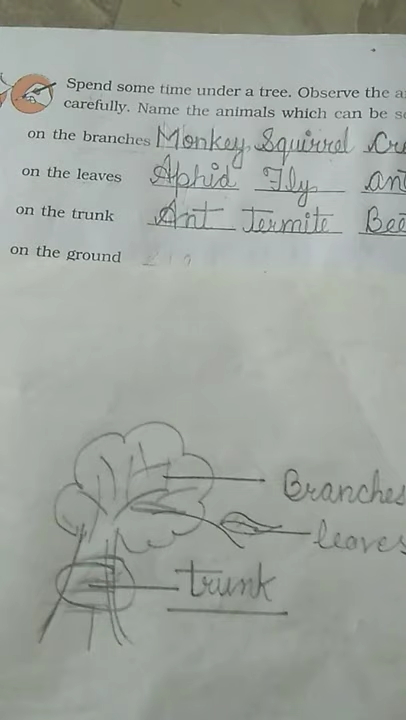 Spend some time under a tree. Observe the
carefully. Name the animals which can be
on the branches Monkey, Squirrel
on the leaves Aphid Fly
on the trunk Ant Termite
on the ground
Branches
leaves
trunk